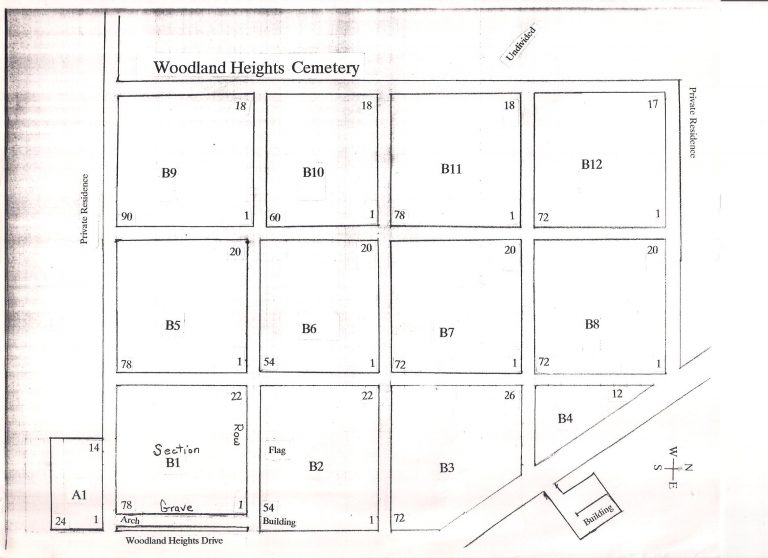 Undivided
Woodland Heights Cemetery
Private Residence
Private Residence
18
B9
90 1
18
B10
60 1
18
B11
78 1
17
B12
72 1
20
B5
78 1
20
B6
54 1
20
B7
72 1
20
B8
72 1
14
A1
24 1
22
Row
Section
B1
78 Grave 1
Arch
22
Flag
B2
54
Building 1
26
B3
72
12
B4
W
S N
E
Building
Woodland Heights Drive